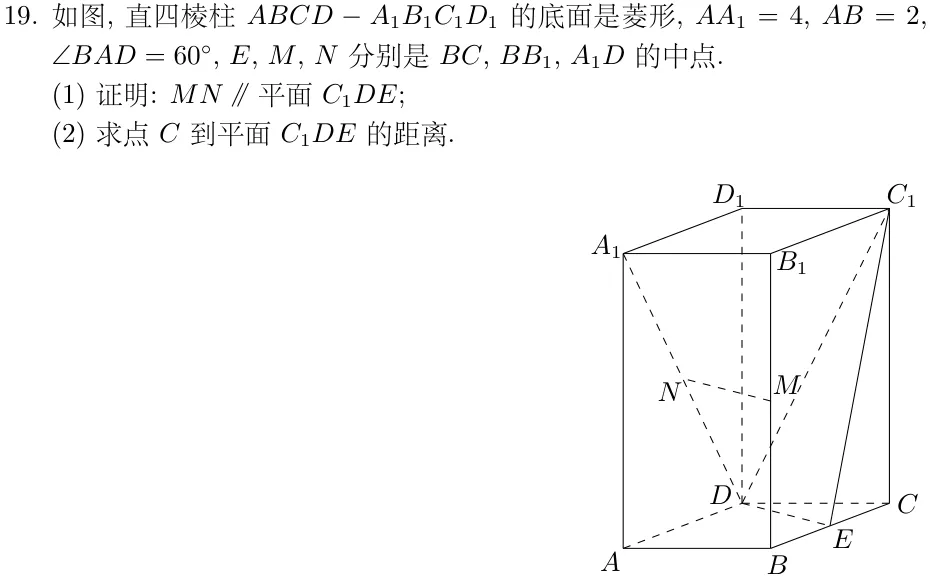 19. 如图, 直四棱柱 ABCD − A₁B₁C₁D₁ 的底面是菱形, AA₁ = 4, AB = 2,
∠BAD = 60°, E, M, N 分别是 BC, BB₁, A₁D 的中点.
(1) 证明: MN ∥ 平面 C₁DE;
(2) 求点 C 到平面 C₁DE 的距离.
D₁
C₁
A₁
B₁
N
M
D
C
E
A
B